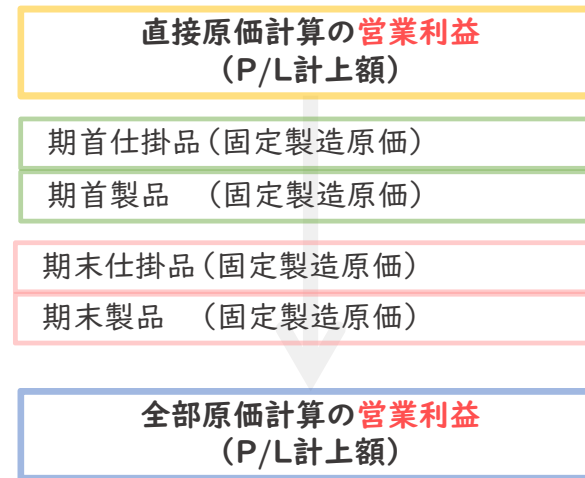 直接原価計算の営業利益
（P/L計上額）
期首仕掛品（固定製造原価）
期首製品　（固定製造原価）
期末仕掛品（固定製造原価）
期末製品　（固定製造原価）
全部原価計算の営業利益
（P/L計上額）